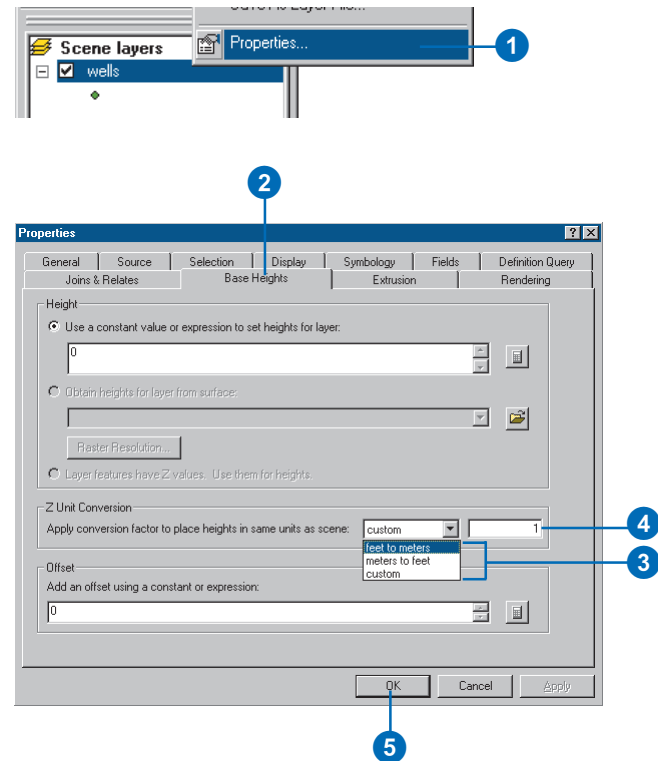 Layer File...
Scene layers
Properties...
1
wells
2
Properties
General Source Selection Display Symbology Fields Definition Query
Joins & Relates Base Heights Extrusion Rendering
Height
Use a constant value or expression to set heights for layer:
0
Obtain heights for layer from surface:
Raster Resolution...
Layer features have Z values. Use them for heights.
Z Unit Conversion
Apply conversion factor to place heights in same units as scene: custom 1
4
feet to meters
meters to feet
custom
3
Offset
Add an offset using a constant or expression:
0
OK Cancel Apply
5